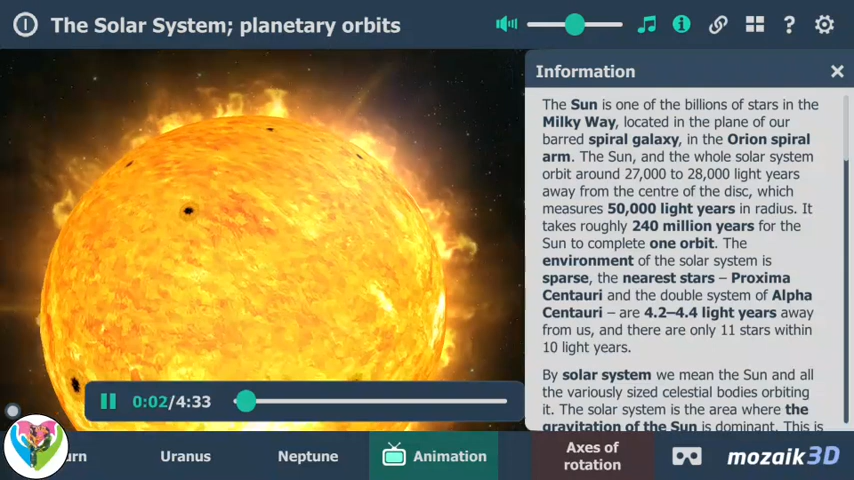 The Solar System; planetary orbits
Information
The Sun is one of the billions of stars in the
Milky Way, located in the plane of our
barred spiral galaxy, in the Orion spiral
arm. The Sun, and the whole solar system
orbit around 27,000 to 28,000 light years
away from the centre of the disc, which
measures 50,000 light years in radius. It
takes roughly 240 million years for the
Sun to complete one orbit. The
environment of the solar system is
sparse, the nearest stars – Proxima
Centauri and the double system of Alpha
Centauri – are 4.2–4.4 light years away
from us, and there are only 11 stars within
10 light years.
By solar system we mean the Sun and all
the variously sized celestial bodies orbiting
it. The solar system is the area where the
gravitation of the Sun is dominant. This is
0:02/4:33
urn
Uranus
Neptune
Animation
Axes of
rotation
mozaik3D